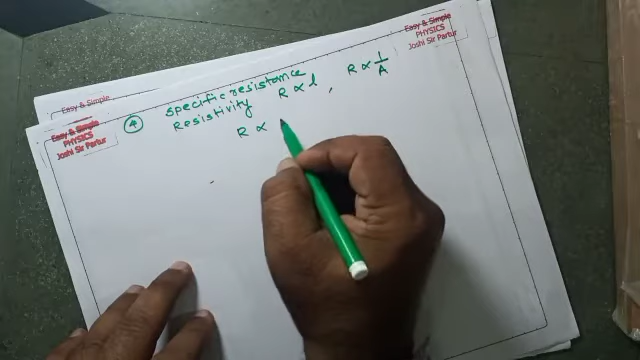 Easy & Simple
PHYSICS
Joshi Sir Partur
Easy & Simple
Easy & Simple
PHYSICS
Joshi Sir Partur
4 Specific resistance
Resistivity R ∝ l , R ∝ 1/A
R ∝